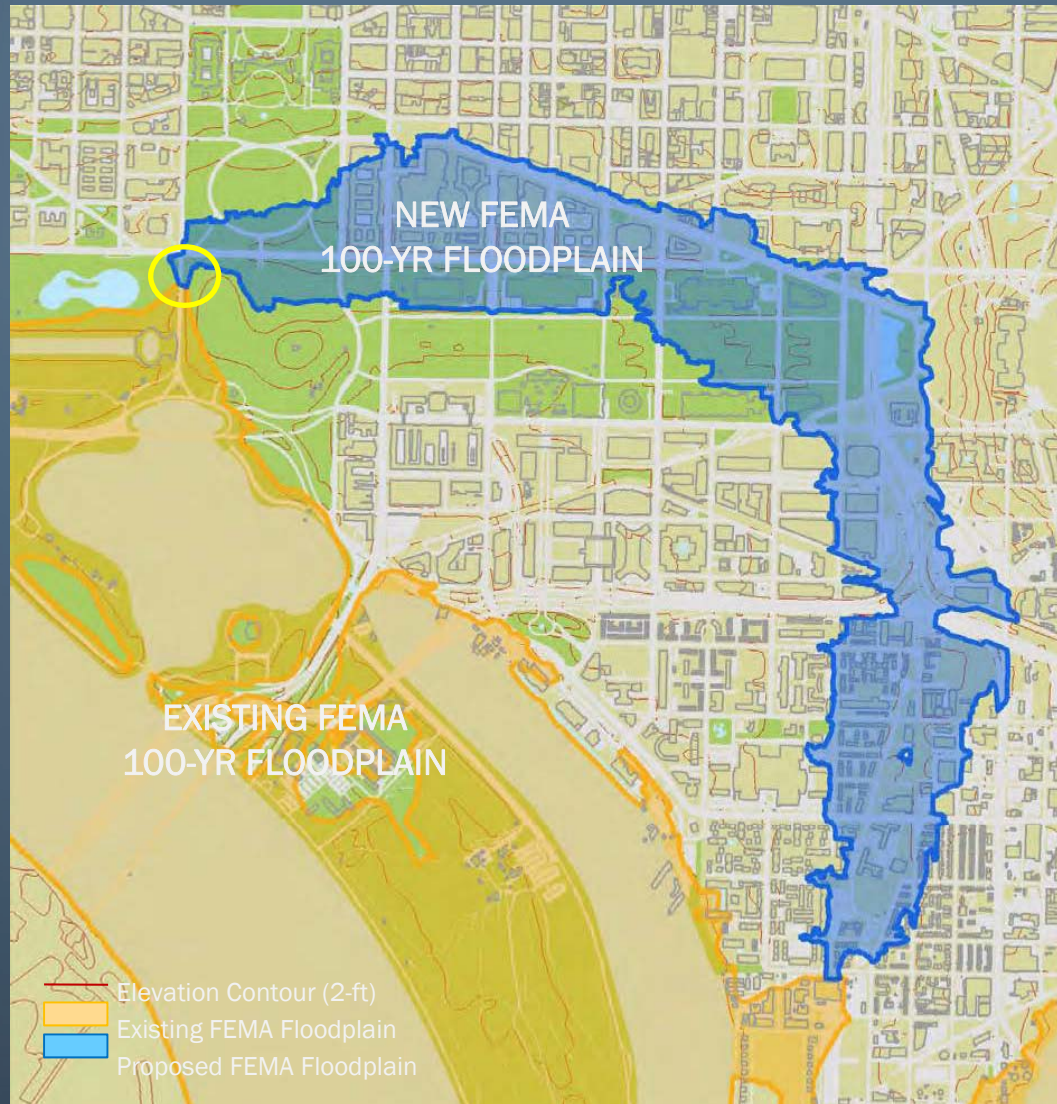 NEW FEMA
100-YR FLOODPLAIN
EXISTING FEMA
100-YR FLOODPLAIN
Elevation Contour (2-ft)
Existing FEMA Floodplain
Proposed FEMA Floodplain